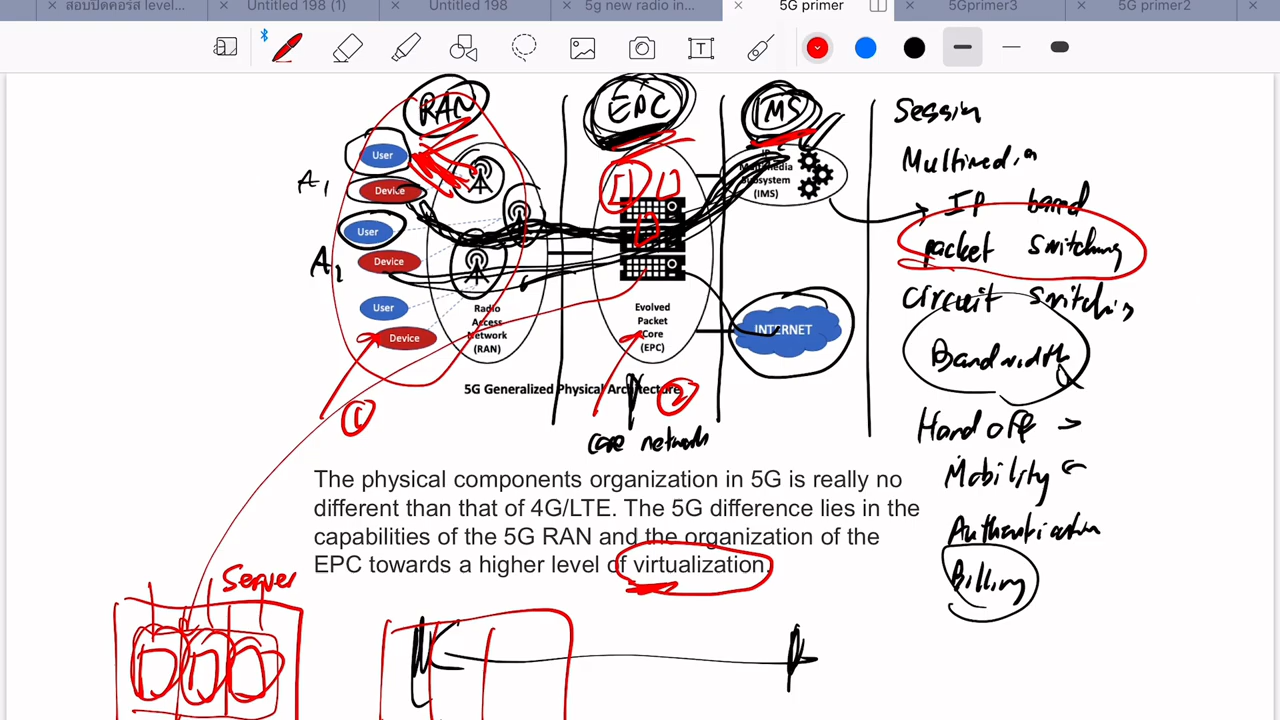 สอบปิดคอร์ส level...
Untitled 198 (1)
Untitled 198
5g new radio in...
5G primer
5Gprimer3
5G primer2
RAN
EPC
IMS
User
Device
User
Device
User
Device
A1
Radio
Access
Network
(RAN)
Evolved
Packet
Core
(EPC)
Multimedia
Subsystem
(IMS)
INTERNET
5G Generalized Physical Architecture
1
2
core network
Session
Multimedia
IP based
packet switching
circuit switching
Bandwidth
Hand off
Mobility
Authentication
Billing
The physical components organization in 5G is really no
different than that of 4G/LTE. The 5G difference lies in the
capabilities of the 5G RAN and the organization of the
EPC towards a higher level of virtualization.
Server